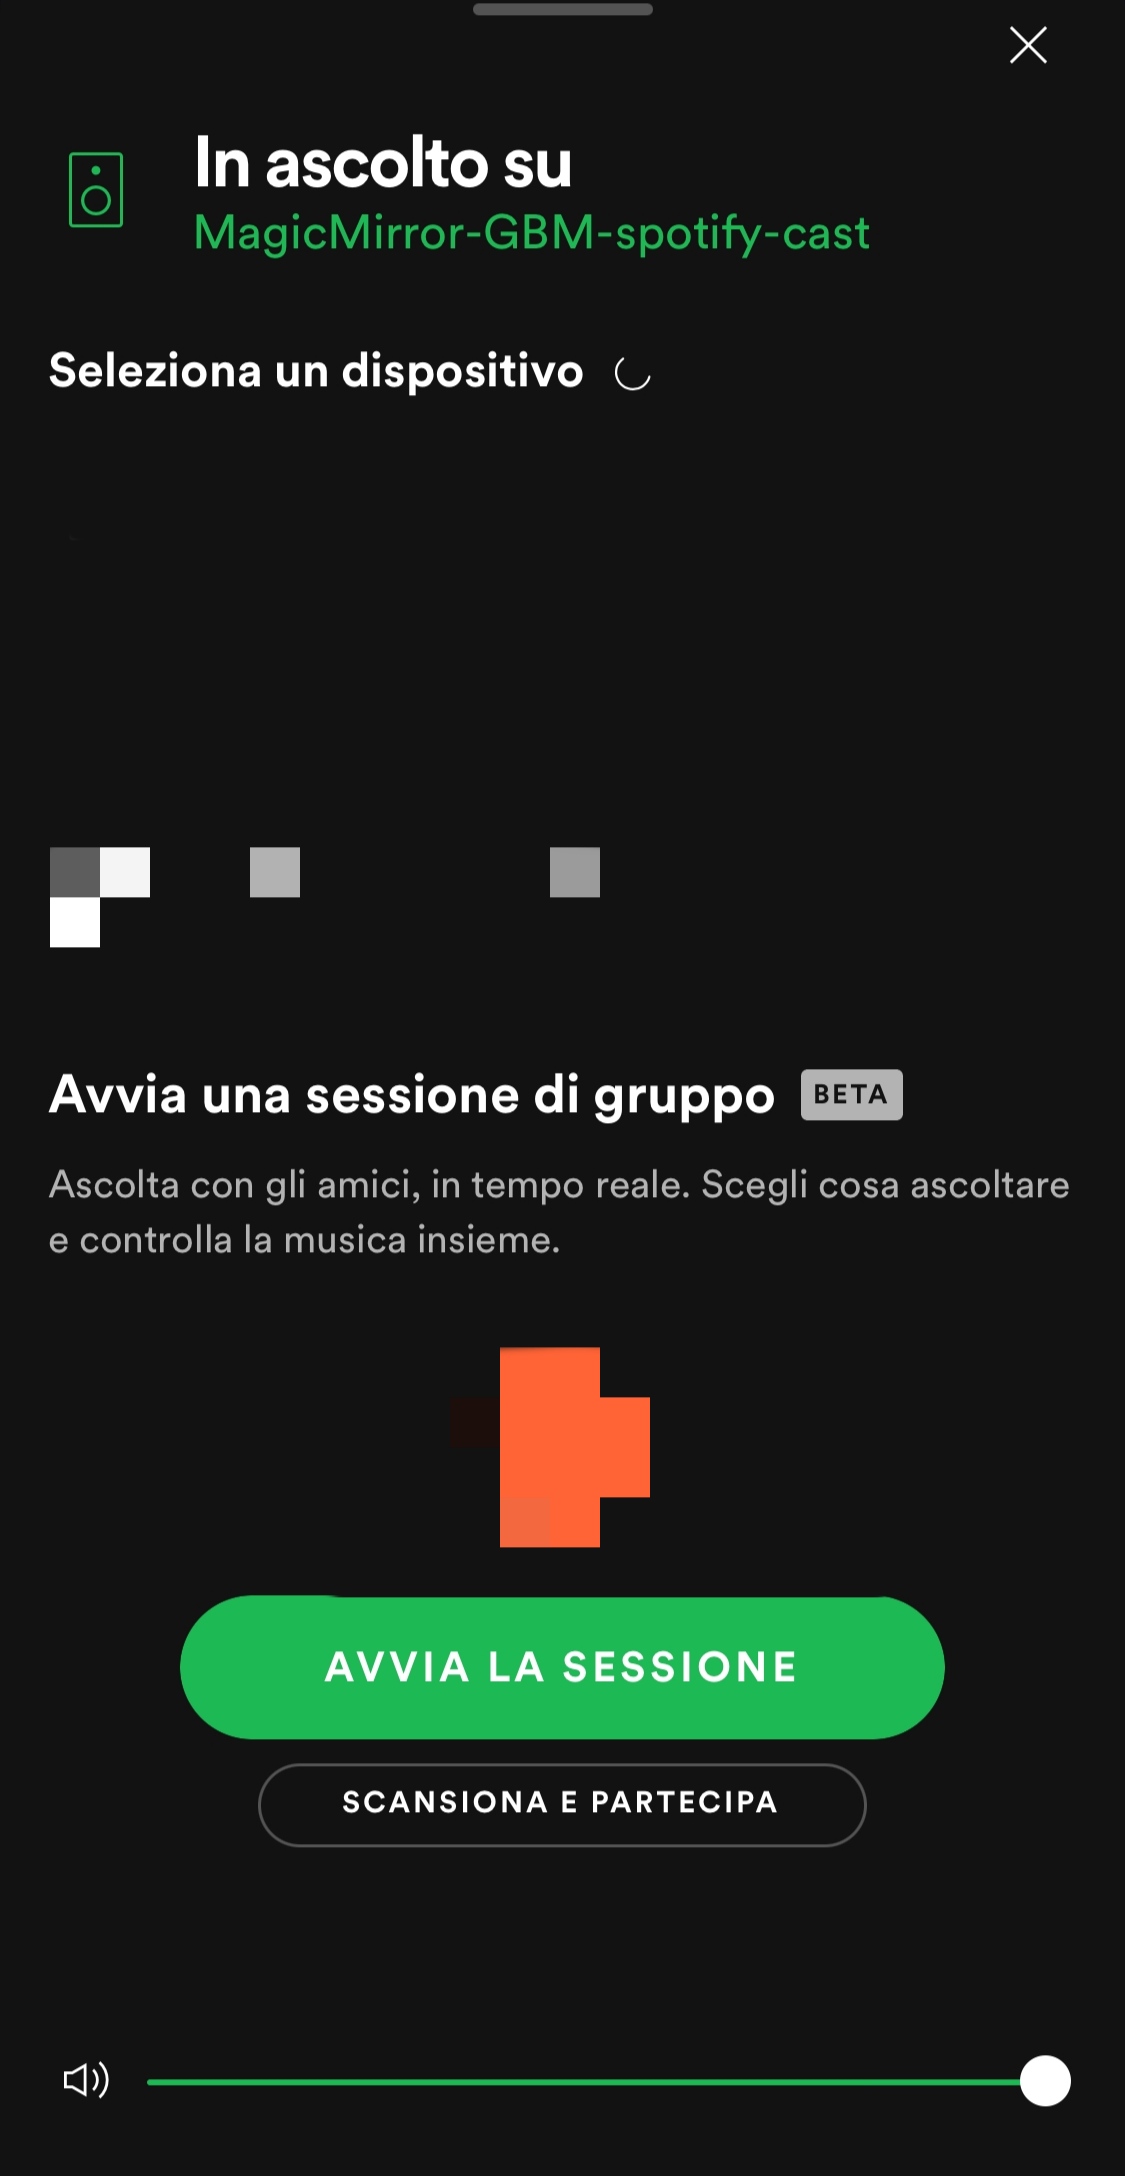 In ascolto su
MagicMirror-GBM-spotify-cast
Seleziona un dispositivo
Avvia una sessione di gruppo BETA
Ascolta con gli amici, in tempo reale. Scegli cosa ascoltare
e controlla la musica insieme.
AVVIA LA SESSIONE
SCANSIONA E PARTECIPA